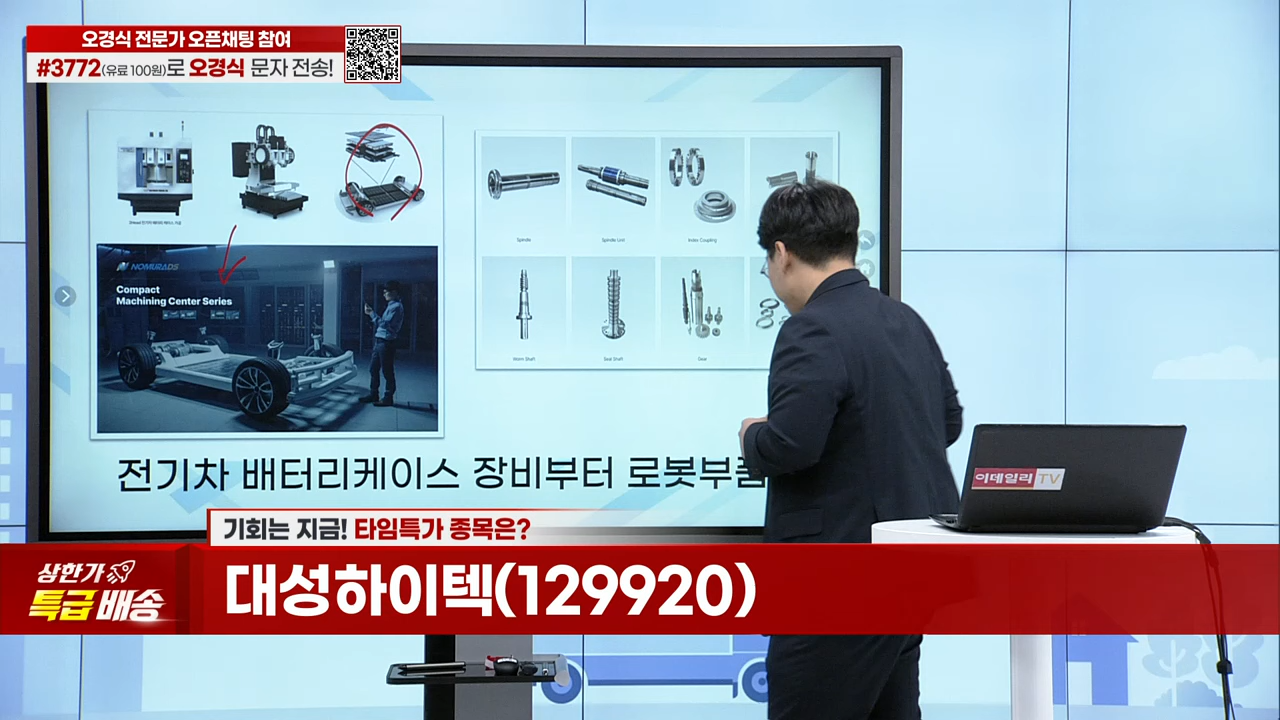 오경식 전문가 오픈채팅 참여
#3772(유료 100원)로 오경식 문자 전송!
NOMURADS
Compact
Machining Center Series
Spindle
Spindle Unit
Index Coupling
Worm Shaft
Seal Shaft
Gear
전기차 배터리케이스 장비부터 로봇부품
이데일리TV
기회는 지금! 타임특가 종목은?
상한가
특급배송
대성하이텍(129920)